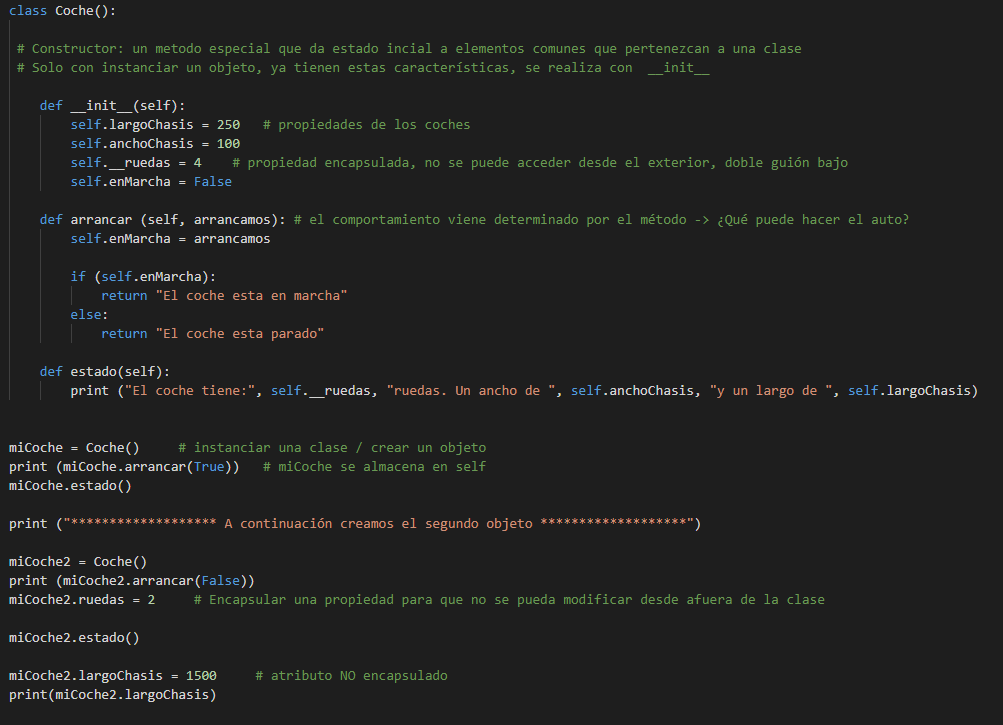 class Coche():
# Constructor: un metodo especial que da estado incial a elementos comunes que pertenezcan a una clase
# Solo con instanciar un objeto, ya tienen estas características, se realiza con  __init__
def __init__(self):
self.largoChasis = 250   # propiedades de los coches
self.anchoChasis = 100
self.__ruedas = 4    # propiedad encapsulada, no se puede acceder desde el exterior, doble guión bajo
self.enMarcha = False
def arrancar (self, arrancamos): # el comportamiento viene determinado por el método -> ¿Qué puede hacer el auto?
self.enMarcha = arrancamos
if (self.enMarcha):
return "El coche esta en marcha"
else:
return "El coche esta parado"
def estado(self):
print ("El coche tiene:", self.__ruedas, "ruedas. Un ancho de ", self.anchoChasis, "y un largo de ", self.largoChasis)
miCoche = Coche()     # instanciar una clase / crear un objeto
print (miCoche.arrancar(True))   # miCoche se almacena en self
miCoche.estado()
print ("******************* A continuación creamos el segundo objeto *******************")
miCoche2 = Coche()
print (miCoche2.arrancar(False))
miCoche2.ruedas = 2     # Encapsular una propiedad para que no se pueda modificar desde afuera de la clase
miCoche2.estado()
miCoche2.largoChasis = 1500     # atributo NO encapsulado
print(miCoche2.largoChasis)